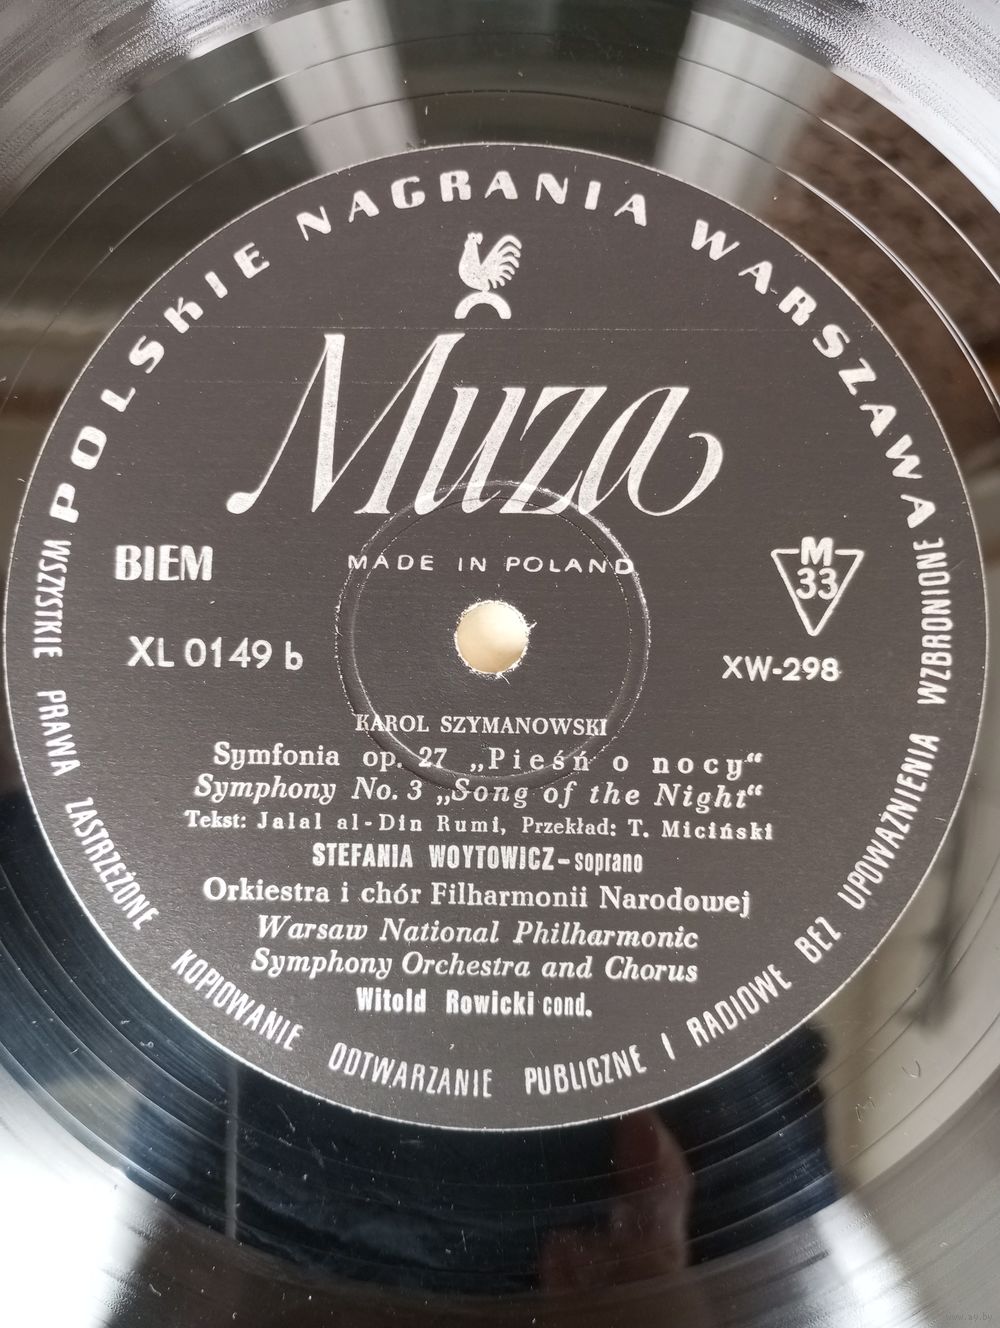 POLSKIE NAGRANIA WARSZAWA
Muza
BIEM
MADE IN POLAND
M
33
XL 0149 b
XW-298
KAROL SZYMANOWSKI
Symfonia op. 27 „Pieśń o nocy“
Symphony No. 3 „Song of the Night“
Tekst: Jalal al-Din Rumi, Przekład: T. Miciński
STEFANIA WOYTOWICZ-soprano
Orkiestra i chór Filharmonii Narodowej
Warsaw National Philharmonic
Symphony Orchestra and Chorus
Witold Rowicki cond.
WSZYSTKIE PRAWA ZASTRZEŻONE KOPIOWANIE ODTWARZANIE PUBLICZNE I RADIOWE BEZ UPOWAŻNIENIA WZBRONIONE
www.ay.by